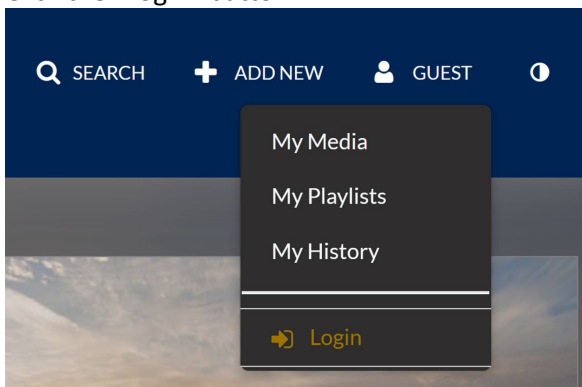 SEARCH ADD NEW GUEST
My Media
My Playlists
My History
Login